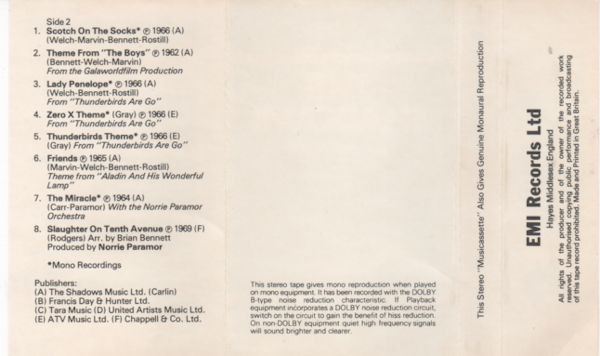 Side 2
1. Scotch On The Socks* ℗ 1966 (A)
(Welch-Marvin-Bennett-Rostill)
2. Theme From "The Boys" ℗ 1962 (A)
(Bennett-Welch-Marvin)
From the Galaworldfilm Production
3. Lady Penelope* ℗ 1966 (A)
(Welch-Bennett-Rostill)
From "Thunderbirds Are Go"
4. Zero X Theme* (Gray) ℗ 1966 (E)
From "Thunderbirds Are Go"
5. Thunderbirds Theme* ℗ 1966 (E)
(Gray) From "Thunderbirds Are Go"
6. Friends ℗ 1965 (A)
(Marvin-Welch-Bennett-Rostill)
Theme from "Aladin And His Wonderful
Lamp"
7. The Miracle* ℗ 1964 (A)
(Carr-Paramor) With the Norrie Paramor
Orchestra
8. Slaughter On Tenth Avenue ℗ 1969 (F)
(Rodgers) Arr. by Brian Bennett
Produced by Norrie Paramor
*Mono Recordings
Publishers:
(A) The Shadows Music Ltd. (Carlin)
(B) Francis Day & Hunter Ltd.
(C) Tara Music (D) United Artists Music Ltd.
(E) ATV Music Ltd. (F) Chappell & Co. Ltd.
This stereo tape gives mono reproduction when played
on mono equipment. It has been recorded with the DOLBY
B-type noise reduction characteristic. If Playback
equipment incorporates a DOLBY noise reduction circuit,
switch on the circuit to gain the benefit of hiss reduction.
On non-DOLBY equipment quiet high frequency signals
will sound brighter and clearer.
This Stereo "Musicassette" Also Gives Genuine Monaural Reproduction
EMI Records Ltd
Hayes Middlesex England
All rights of the producer and of the owner of the recorded work
reserved. Unauthorised copying public performance and broadcasting
of this tape record prohibited. Made and Printed in Great Britain.